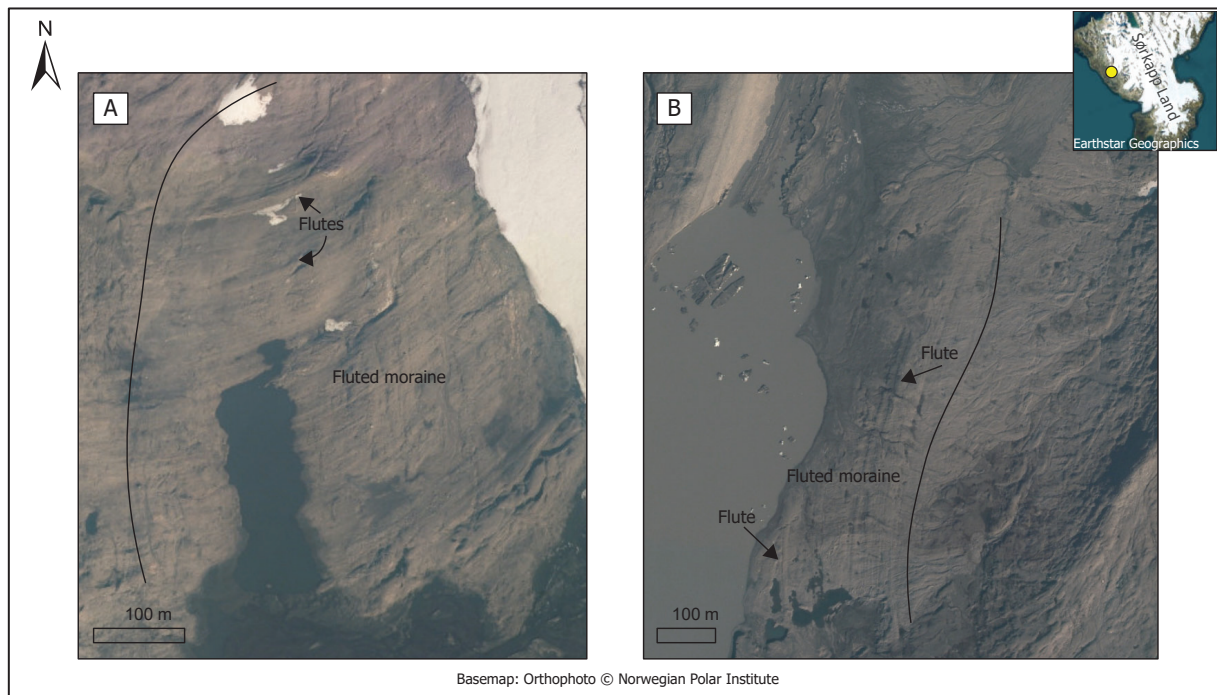 N
A
Flutes
Fluted moraine
100 m
B
Flute
Fluted moraine
Flute
100 m
Sørkapp Land
Earthstar Geographics
Basemap: Orthophoto © Norwegian Polar Institute